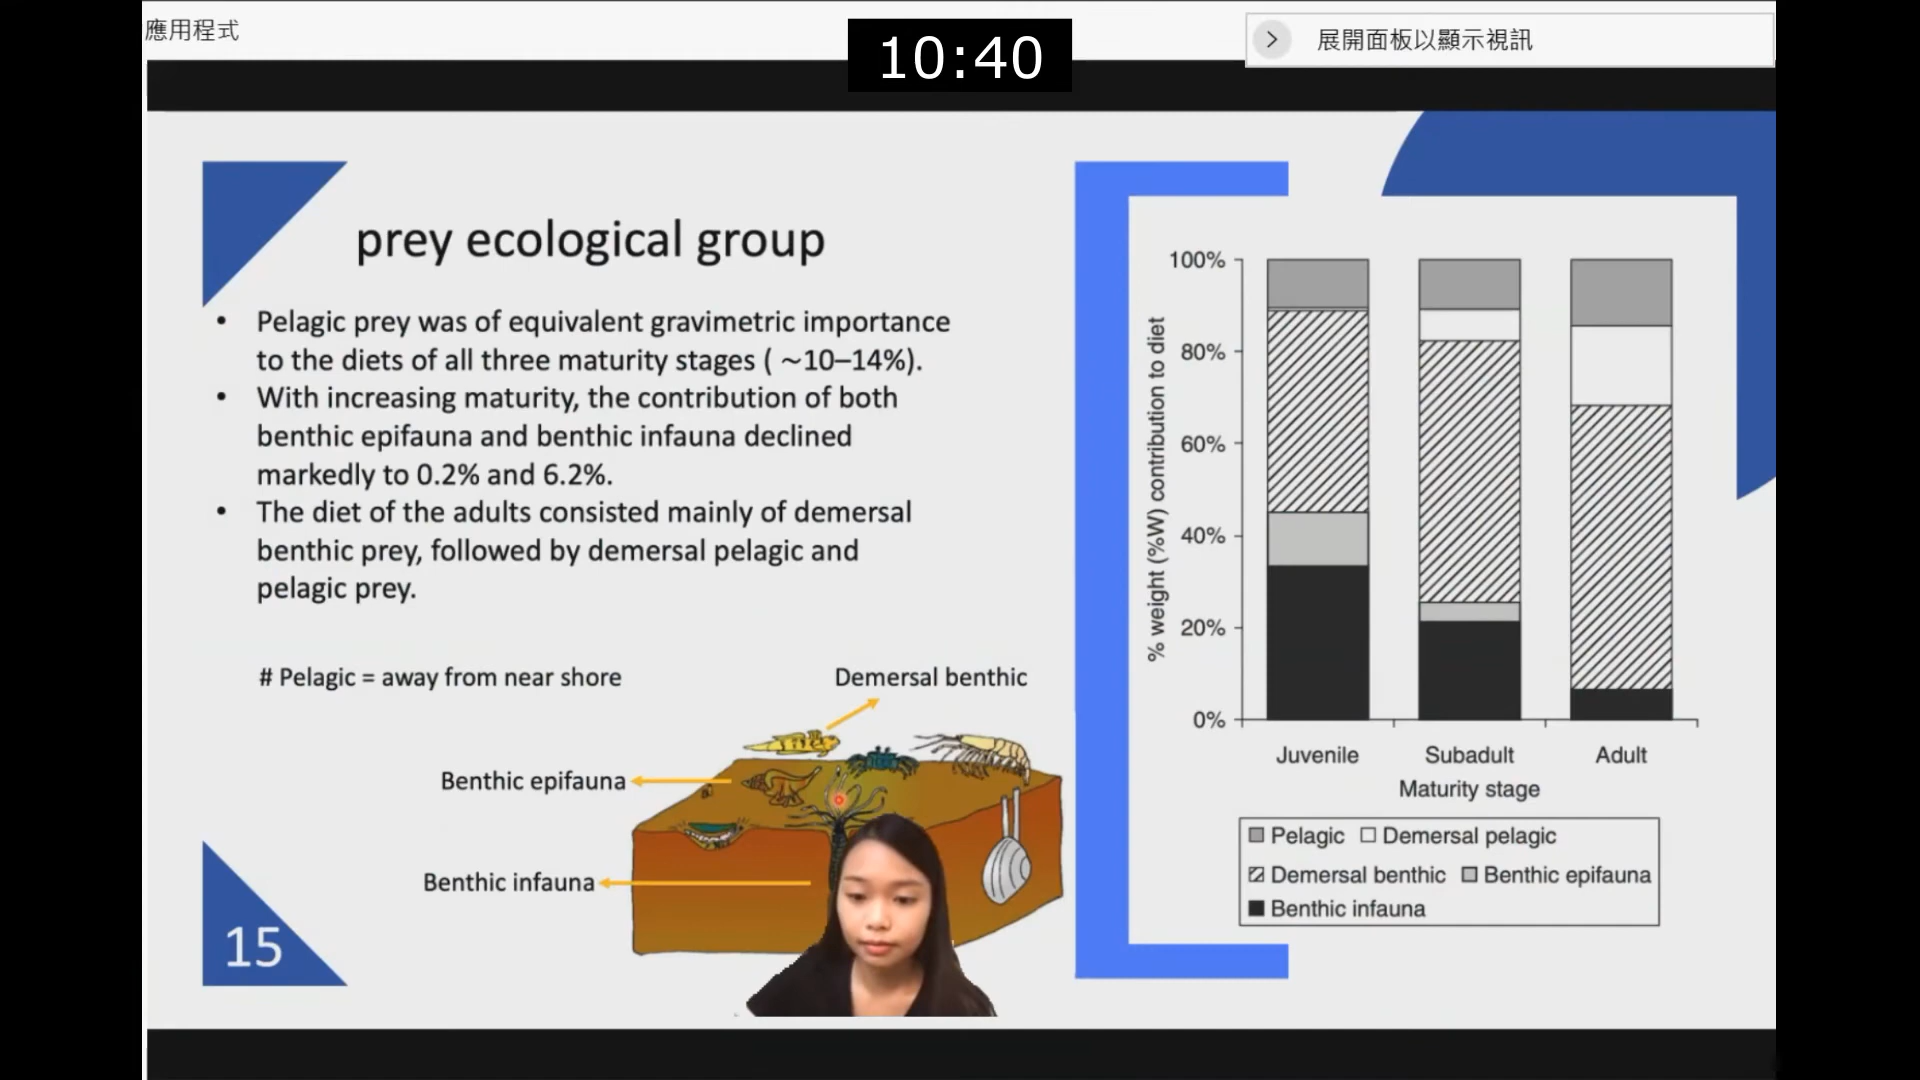 應用程式
10:40
展開面板以顯示視訊
prey ecological group
• Pelagic prey was of equivalent gravimetric importance
to the diets of all three maturity stages ( ~10–14%).
• With increasing maturity, the contribution of both
benthic epifauna and benthic infauna declined
markedly to 0.2% and 6.2%.
• The diet of the adults consisted mainly of demersal
benthic prey, followed by demersal pelagic and
pelagic prey.
# Pelagic = away from near shore
Demersal benthic
Benthic epifauna
Benthic infauna
15
% weight (%W) contribution to diet
100%
80%
60%
40%
20%
0%
Juvenile Subadult Adult
Maturity stage
Pelagic Demersal pelagic
Demersal benthic Benthic epifauna
Benthic infauna